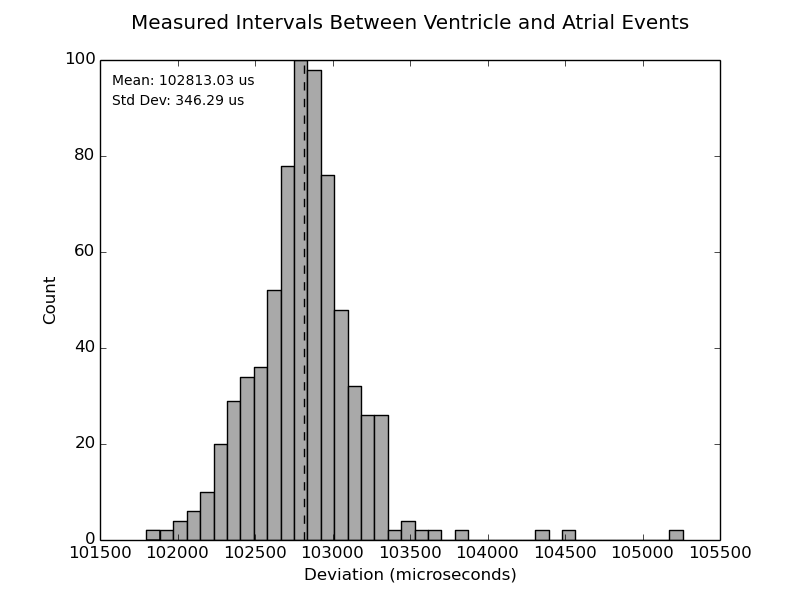 Measured Intervals Between Ventricle and Atrial Events
Mean: 102813.03 us
Std Dev: 346.29 us
100
80
60
40
20
0
Count
101500 102000 102500 103000 103500 104000 104500 105000 105500
Deviation (microseconds)